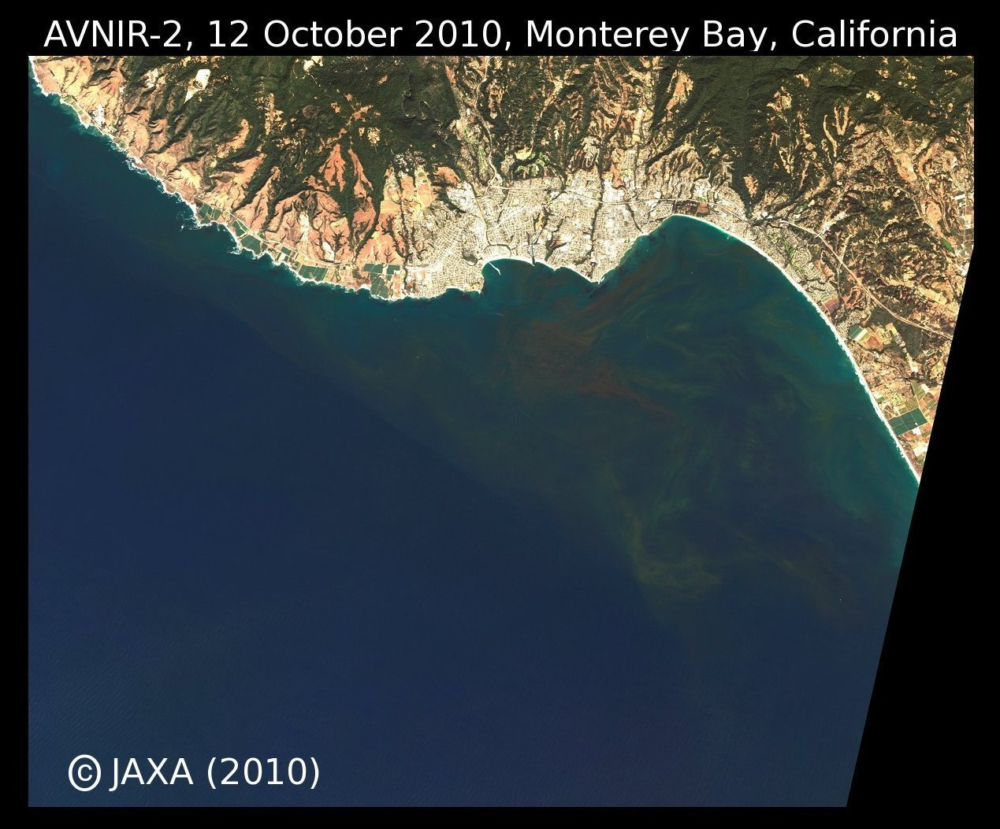 AVNIR-2, 12 October 2010, Monterey Bay, California
© JAXA (2010)